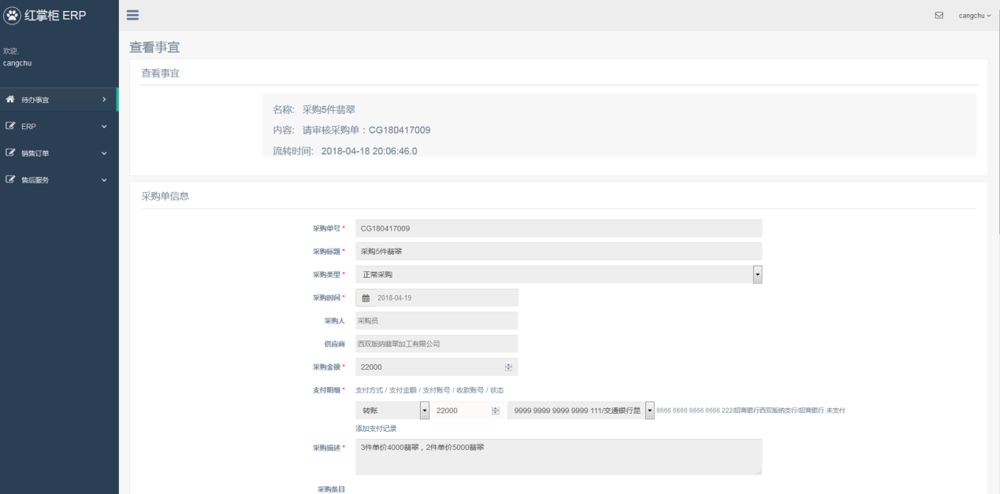 红掌柜 ERP
cangchu
欢迎,
cangchu
待办事宜
ERP
销售订单
售后服务
查看事宜
查看事宜
名称: 采购5件翡翠
内容: 请审核采购单：CG180417009
流转时间: 2018-04-18 20:06:46.0
采购单信息
采购单号 * CG180417009
采购标题 * 采购5件翡翠
采购类型 * 正常采购
采购时间 * 2018-04-19
采购人 采购员
供应商 西双版纳翡翠加工有限公司
采购金额 * 22000
支付明细 * 支付方式 / 支付金额 / 支付账号 / 收款账号 / 状态
转账 22000 9999 9999 9999 9999 111/交通银行昆 6666 6666 6666 6666 222/招商银行西双版纳支行/招商银行 未支付
添加支付记录
采购描述 * 3件单价4000翡翠，2件单价5000翡翠
采购条目